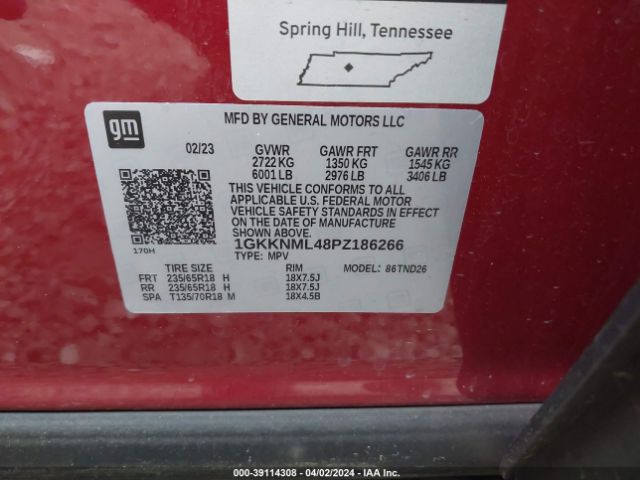 Spring Hill, Tennessee
gm
MFD BY GENERAL MOTORS LLC
02/23 GVWR GAWR FRT GAWR RR
2722 KG 1350 KG 1545 KG
6001 LB 2976 LB 3406 LB
THIS VEHICLE CONFORMS TO ALL
APPLICABLE U.S. FEDERAL MOTOR
VEHICLE SAFETY STANDARDS IN EFFECT
ON THE DATE OF MANUFACTURE
SHOWN ABOVE.
1GKKNML48PZ186266
170H
TYPE: MPV
TIRE SIZE RIM MODEL: 86TND26
FRT 235/65R18 H 18X7.5J
RR 235/65R18 H 18X7.5J
SPA T135/70R18 M 18X4.5B
000-39114308 - 04/02/2024 - IAA Inc.